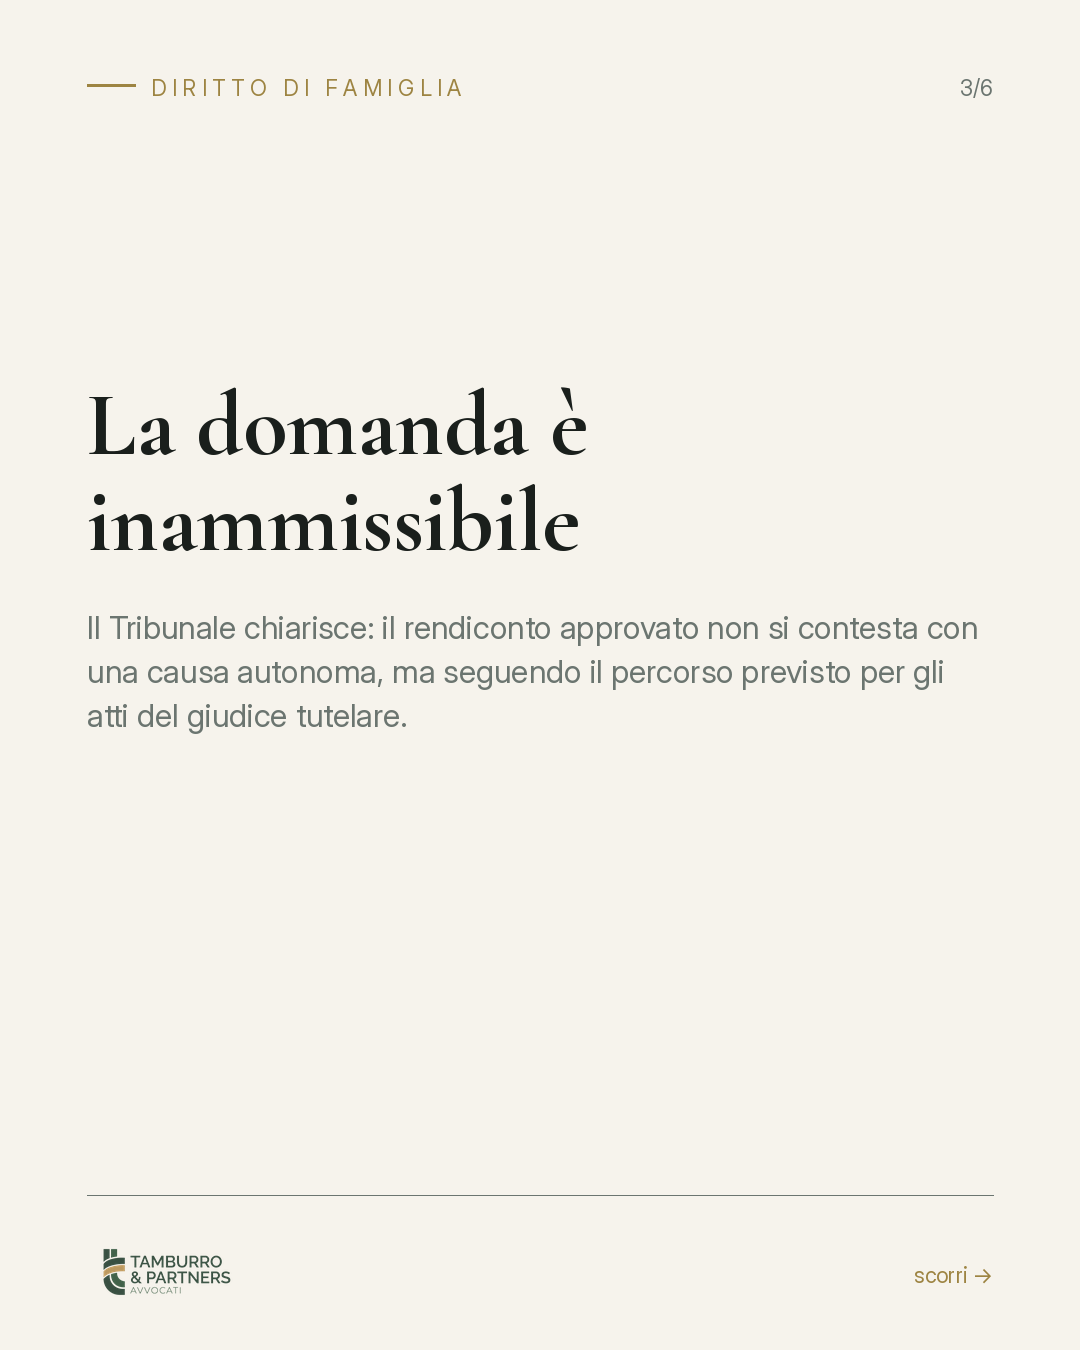 DIRITTO DI FAMIGLIA
3/6
La domanda è
inammissibile
Il Tribunale chiarisce: il rendiconto approvato non si contesta con
una causa autonoma, ma seguendo il percorso previsto per gli
atti del giudice tutelare.
TAMBURRO
& PARTNERS
AVVOCATI
scorri →